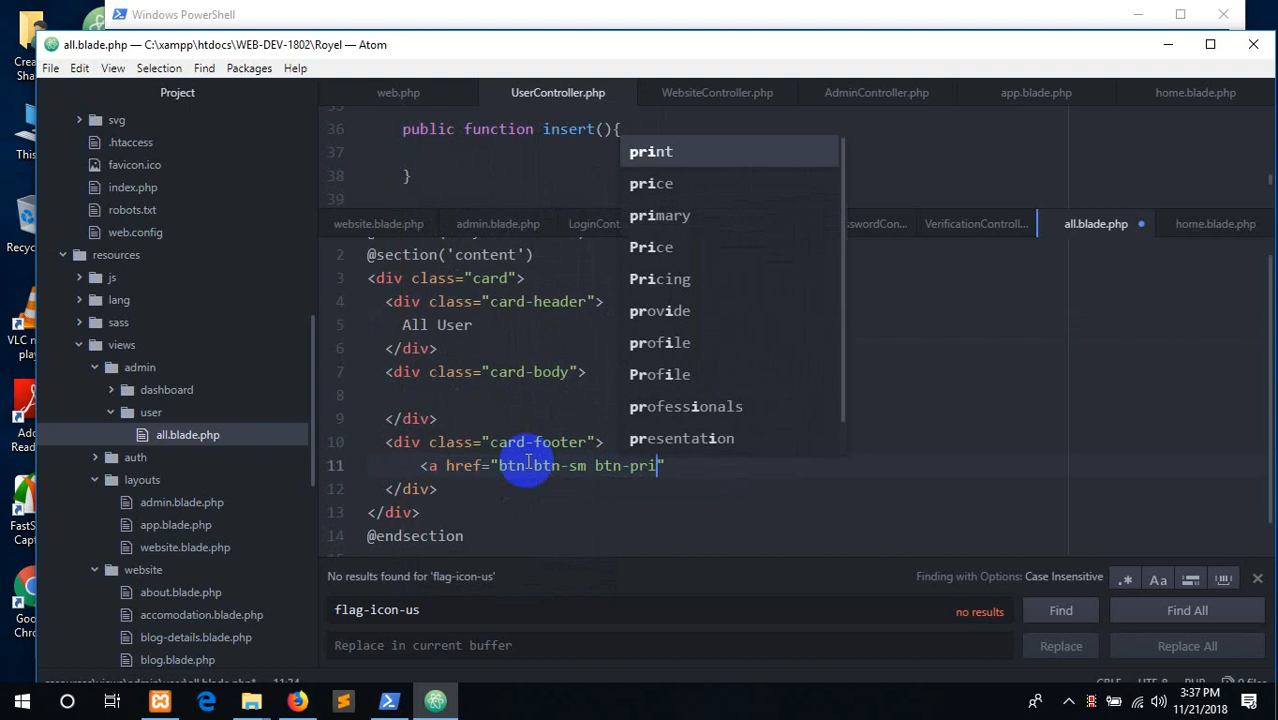 Windows PowerShell
all.blade.php — C:\xampp\htdocs\WEB-DEV-1802\Royel — Atom
File Edit View Selection Find Packages Help
Project
web.php UserController.php WebsiteController.php AdminController.php app.blade.php home.blade.php
svg
.htaccess
favicon.ico
index.php
robots.txt
web.config
resources
js
lang
sass
views
admin
dashboard
user
all.blade.php
auth
layouts
admin.blade.php
app.blade.php
website.blade.php
website
about.blade.php
accomodation.blade.php
blog-details.blade.php
blog.blade.php
36 public function insert(){
37
38 }
39
print
price
primary
Price
Pricing
provide
profile
Profile
professionals
presentation
website.blade.php admin.blade.php LoginCont sswordCon... VerificationControll... all.blade.php home.blade.php
2 @section('content')
3 <div class="card">
4 <div class="card-header">
5 All User
6 </div>
7 <div class="card-body">
8
9 </div>
10 <div class="card-footer">
11 <a href="btn btn-sm btn-pri"
12 </div>
13 </div>
14 @endsection
No results found for 'flag-icon-us'
Finding with Options: Case Insensitive
.* Aa
flag-icon-us
no results
Find
Find All
Replace in current buffer
Replace
Replace All
3:37 PM
11/21/2018